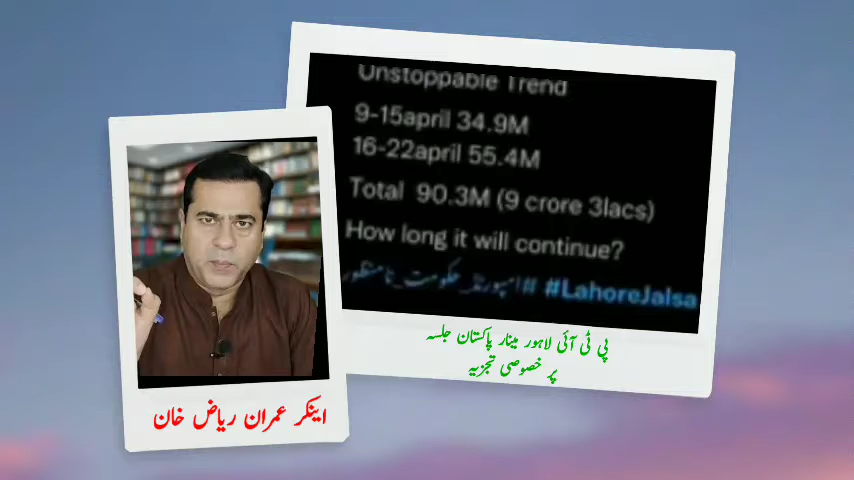 Unstoppable Trend
9-15april 34.9M
16-22april 55.4M
Total 90.3M (9 crore 3lacs)
How long it will continue?
#امپورٹڈ_حکومت_نامنظور #LahoreJalsa
پی ٹی آئی لاہور مینار پاکستان جلسہ
پر خصوصی تجزیہ
اینکر عمران ریاض خان